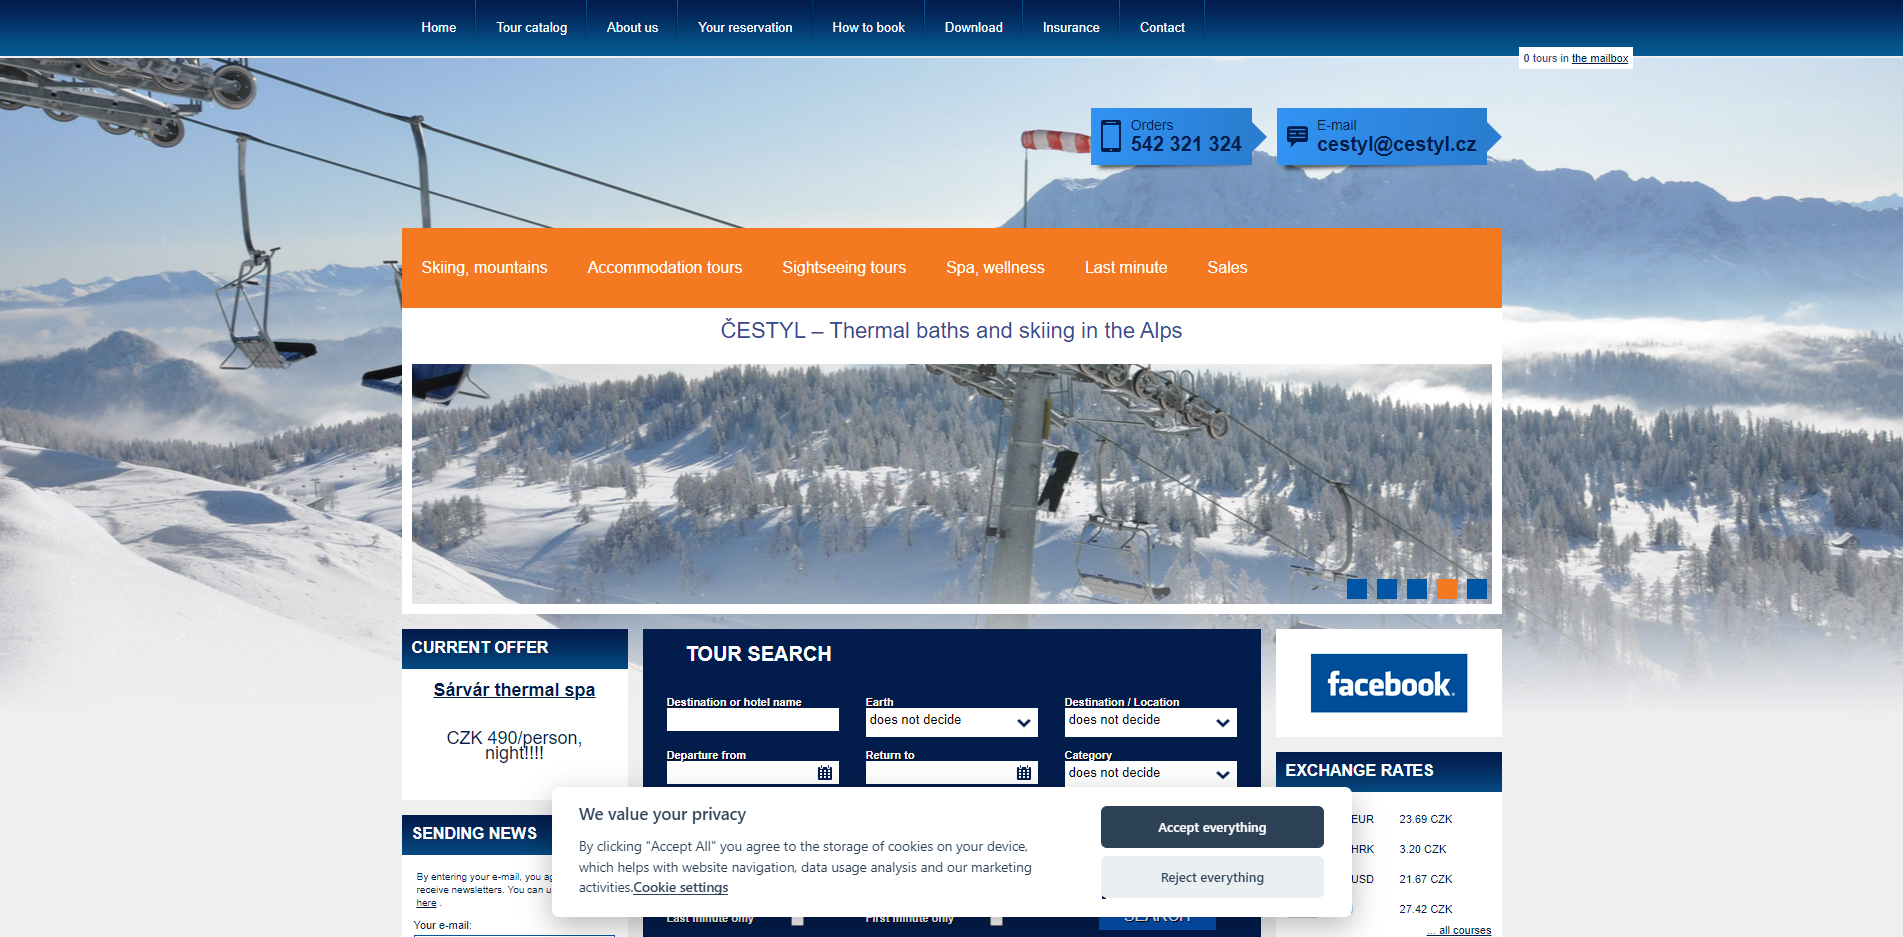 Home
Tour catalog
About us
Your reservation
How to book
Download
Insurance
Contact
0 tours in the mailbox
Orders
542 321 324
E-mail
cestyl@cestyl.cz
Skiing, mountains
Accommodation tours
Sightseeing tours
Spa, wellness
Last minute
Sales
ČESTYL – Thermal baths and skiing in the Alps
CURRENT OFFER
Sárvár thermal spa
CZK 490/person,
night!!!!
SENDING NEWS
By entering your e-mail, you
receive newsletters. You can
here .
Your e-mail:
TOUR SEARCH
Destination or hotel name
Earth
does not decide
Destination / Location
does not decide
Departure from
Return to
Category
does not decide
Last minute only
First minute only
SEARCH
facebook.
EXCHANGE RATES
EUR 23.69 CZK
HRK 3.20 CZK
USD 21.67 CZK
27.42 CZK
... all courses
We value your privacy
By clicking "Accept All" you agree to the storage of cookies on your device,
which helps with website navigation, data usage analysis and our marketing
activities.Cookie settings
Accept everything
Reject everything